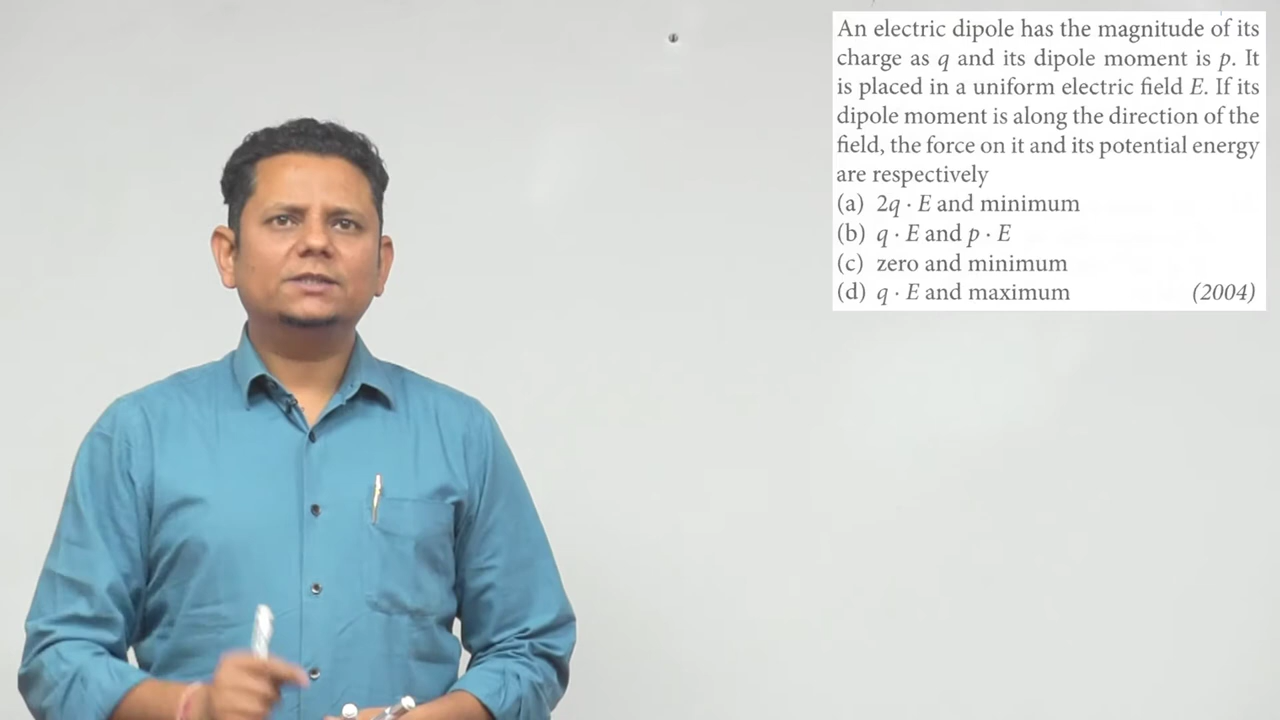 An electric dipole has the magnitude of its
charge as q and its dipole moment is p. It
is placed in a uniform electric field E. If its
dipole moment is along the direction of the
field, the force on it and its potential energy
are respectively
(a) 2q · E and minimum
(b) q · E and p · E
(c) zero and minimum
(d) q · E and maximum (2004)